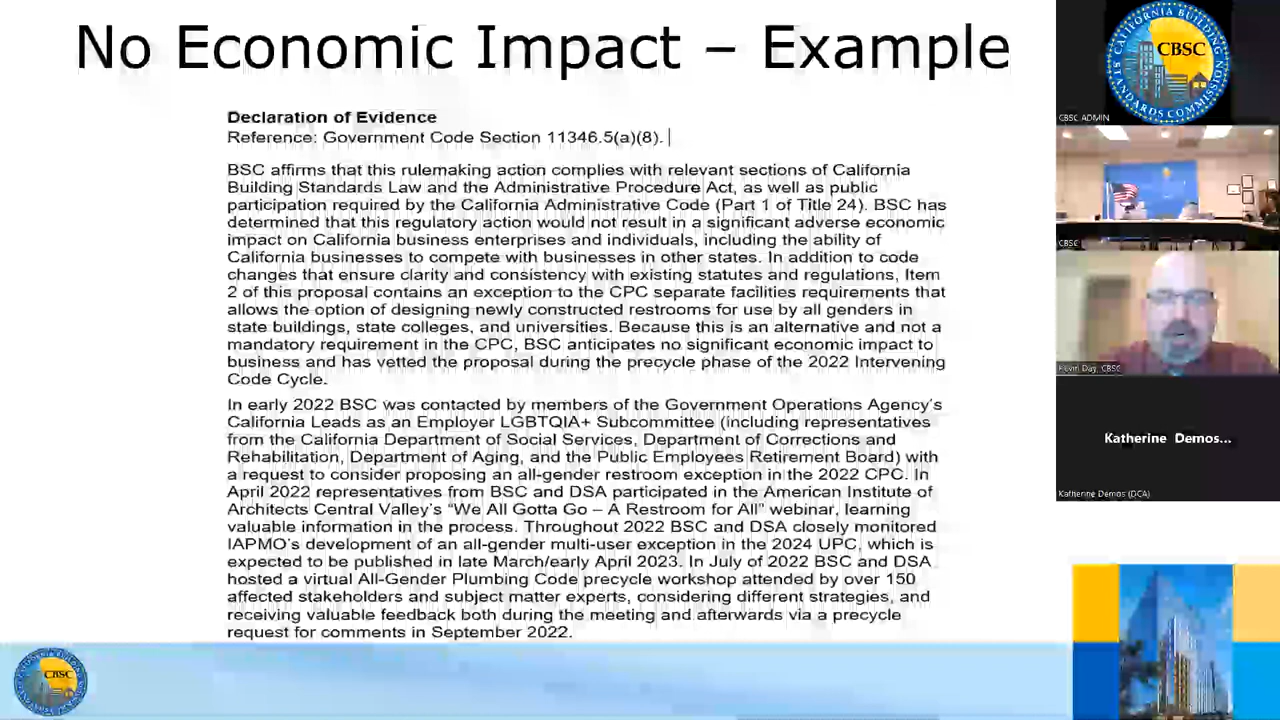 No Economic Impact – Example
Declaration of Evidence
Reference: Government Code Section 11346.5(a)(8).
BSC affirms that this rulemaking action complies with relevant sections of California
Building Standards Law and the Administrative Procedure Act, as well as public
participation required by the California Administrative Code (Part 1 of Title 24). BSC has
determined that this regulatory action would not result in a significant adverse economic
impact on California business enterprises and individuals, including the ability of
California businesses to compete with businesses in other states. In addition to code
changes that ensure clarity and consistency with existing statutes and regulations, Item
2 of this proposal contains an exception to the CPC separate facilities requirements that
allows the option of designing newly constructed restrooms for use by all genders in
state buildings, state colleges, and universities. Because this is an alternative and not a
mandatory requirement in the CPC, BSC anticipates no significant economic impact to
business and has vetted the proposal during the precycle phase of the 2022 Intervening
Code Cycle.
In early 2022 BSC was contacted by members of the Government Operations Agency's
California Leads as an Employer LGBTQIA+ Subcommittee (including representatives
from the California Department of Social Services, Department of Corrections and
Rehabilitation, Department of Aging, and the Public Employees Retirement Board) with
a request to consider proposing an all-gender restroom exception in the 2022 CPC. In
April 2022 representatives from BSC and DSA participated in the American Institute of
Architects Central Valley's “We All Gotta Go – A Restroom for All” webinar, learning
valuable information in the process. Throughout 2022 BSC and DSA closely monitored
IAPMO's development of an all-gender multi-user exception in the 2024 UPC, which is
expected to be published in late March/early April 2023. In July of 2022 BSC and DSA
hosted a virtual All-Gender Plumbing Code precycle workshop attended by over 150
affected stakeholders and subject matter experts, considering different strategies, and
receiving valuable feedback both during the meeting and afterwards via a precycle
request for comments in September 2022.
CBSC
CALIFORNIA BUILDING
STANDARDS COMMISSION
CBSC
CBSC ADMIN
CBSC
Kevin Day, CBSC
Katherine Demos...
Katherine Demos (DCA)